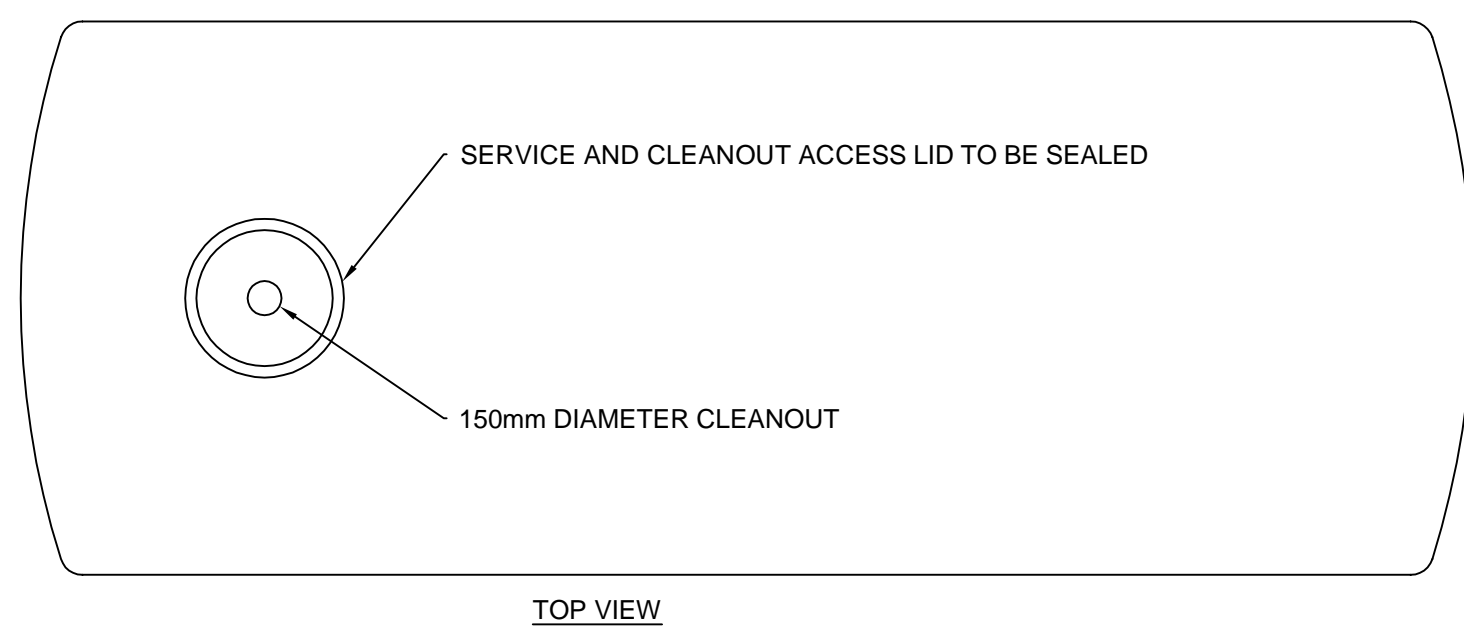 SERVICE AND CLEANOUT ACCESS LID TO BE SEALED
150mm DIAMETER CLEANOUT
TOP VIEW